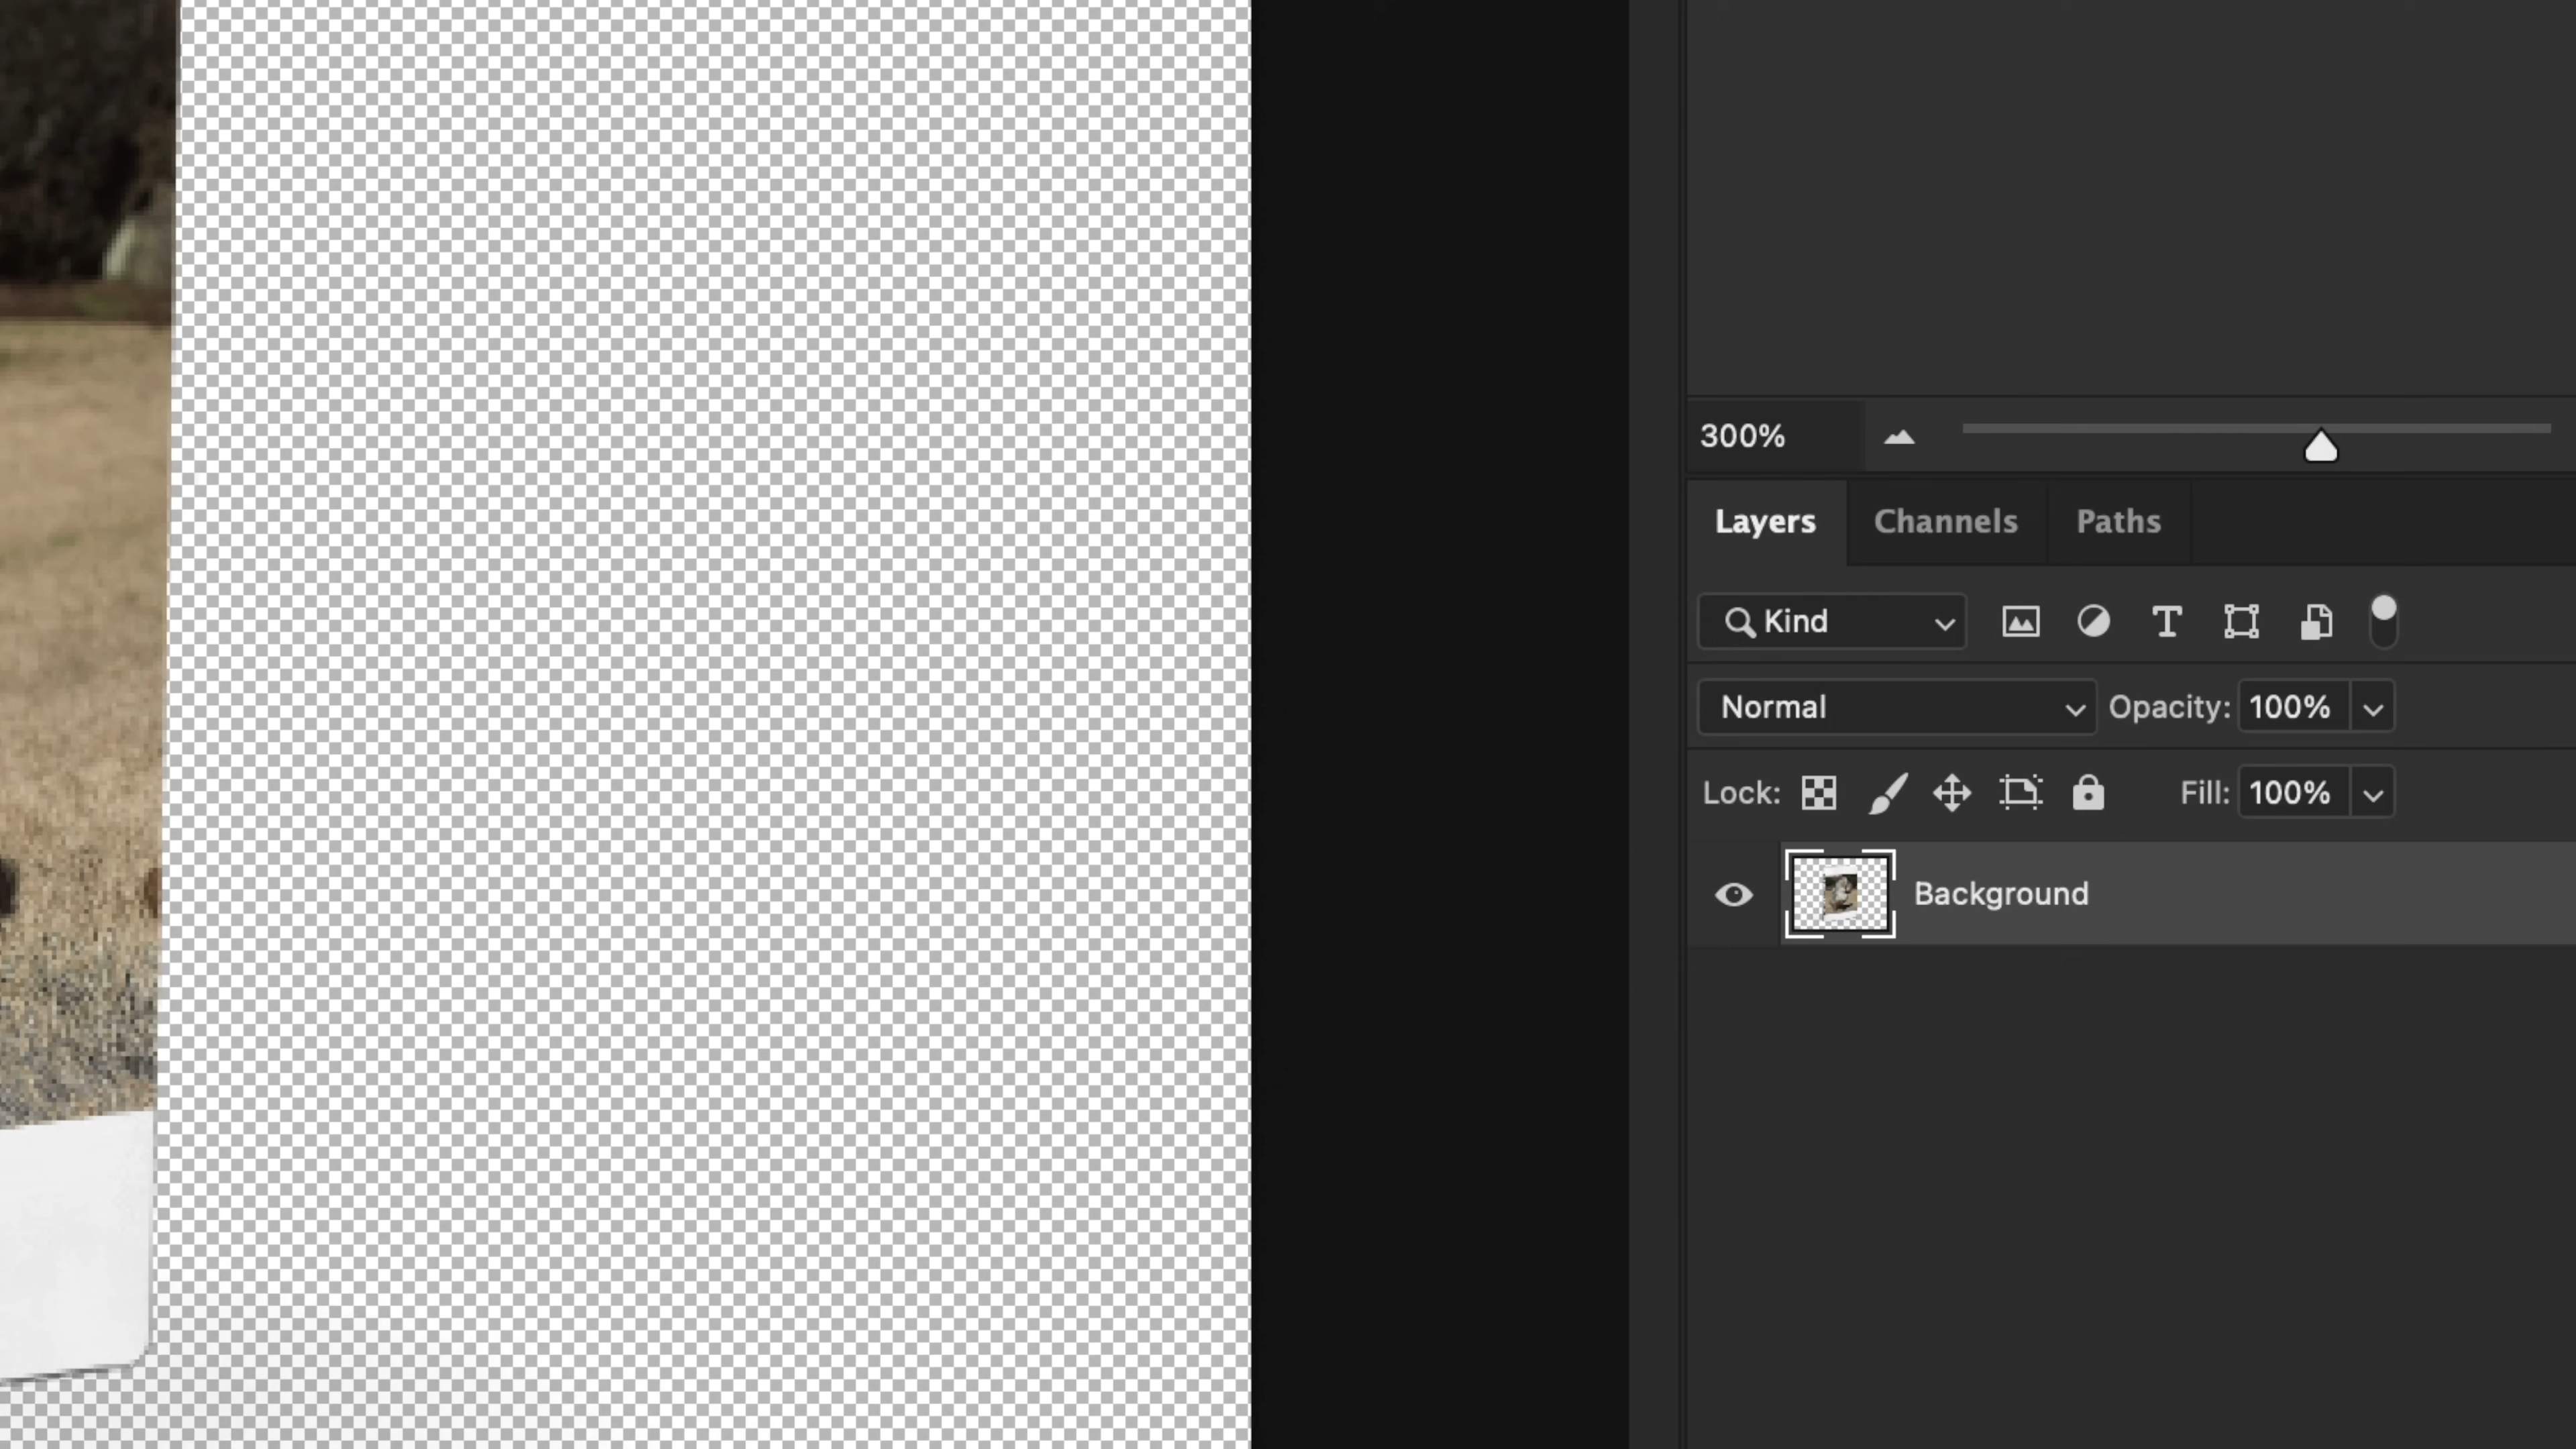 300%
Layers Channels Paths
Kind
Normal Opacity: 100%
Lock: Fill: 100%
Background